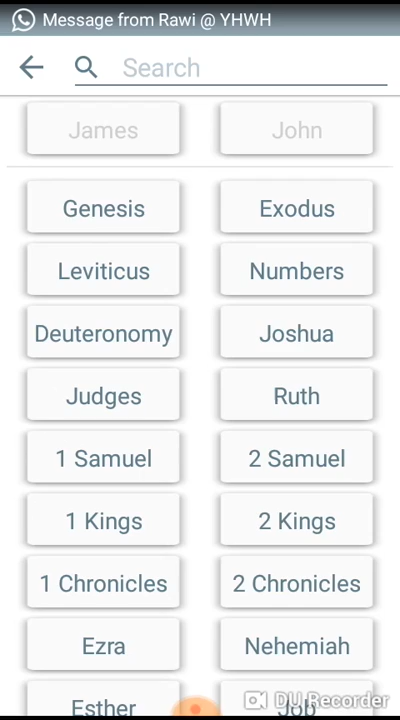 Message from Rawi @ YHWH
Search
James John
Genesis Exodus
Leviticus Numbers
Deuteronomy Joshua
Judges Ruth
1 Samuel 2 Samuel
1 Kings 2 Kings
1 Chronicles 2 Chronicles
Ezra Nehemiah
Esther Job
DU Recorder